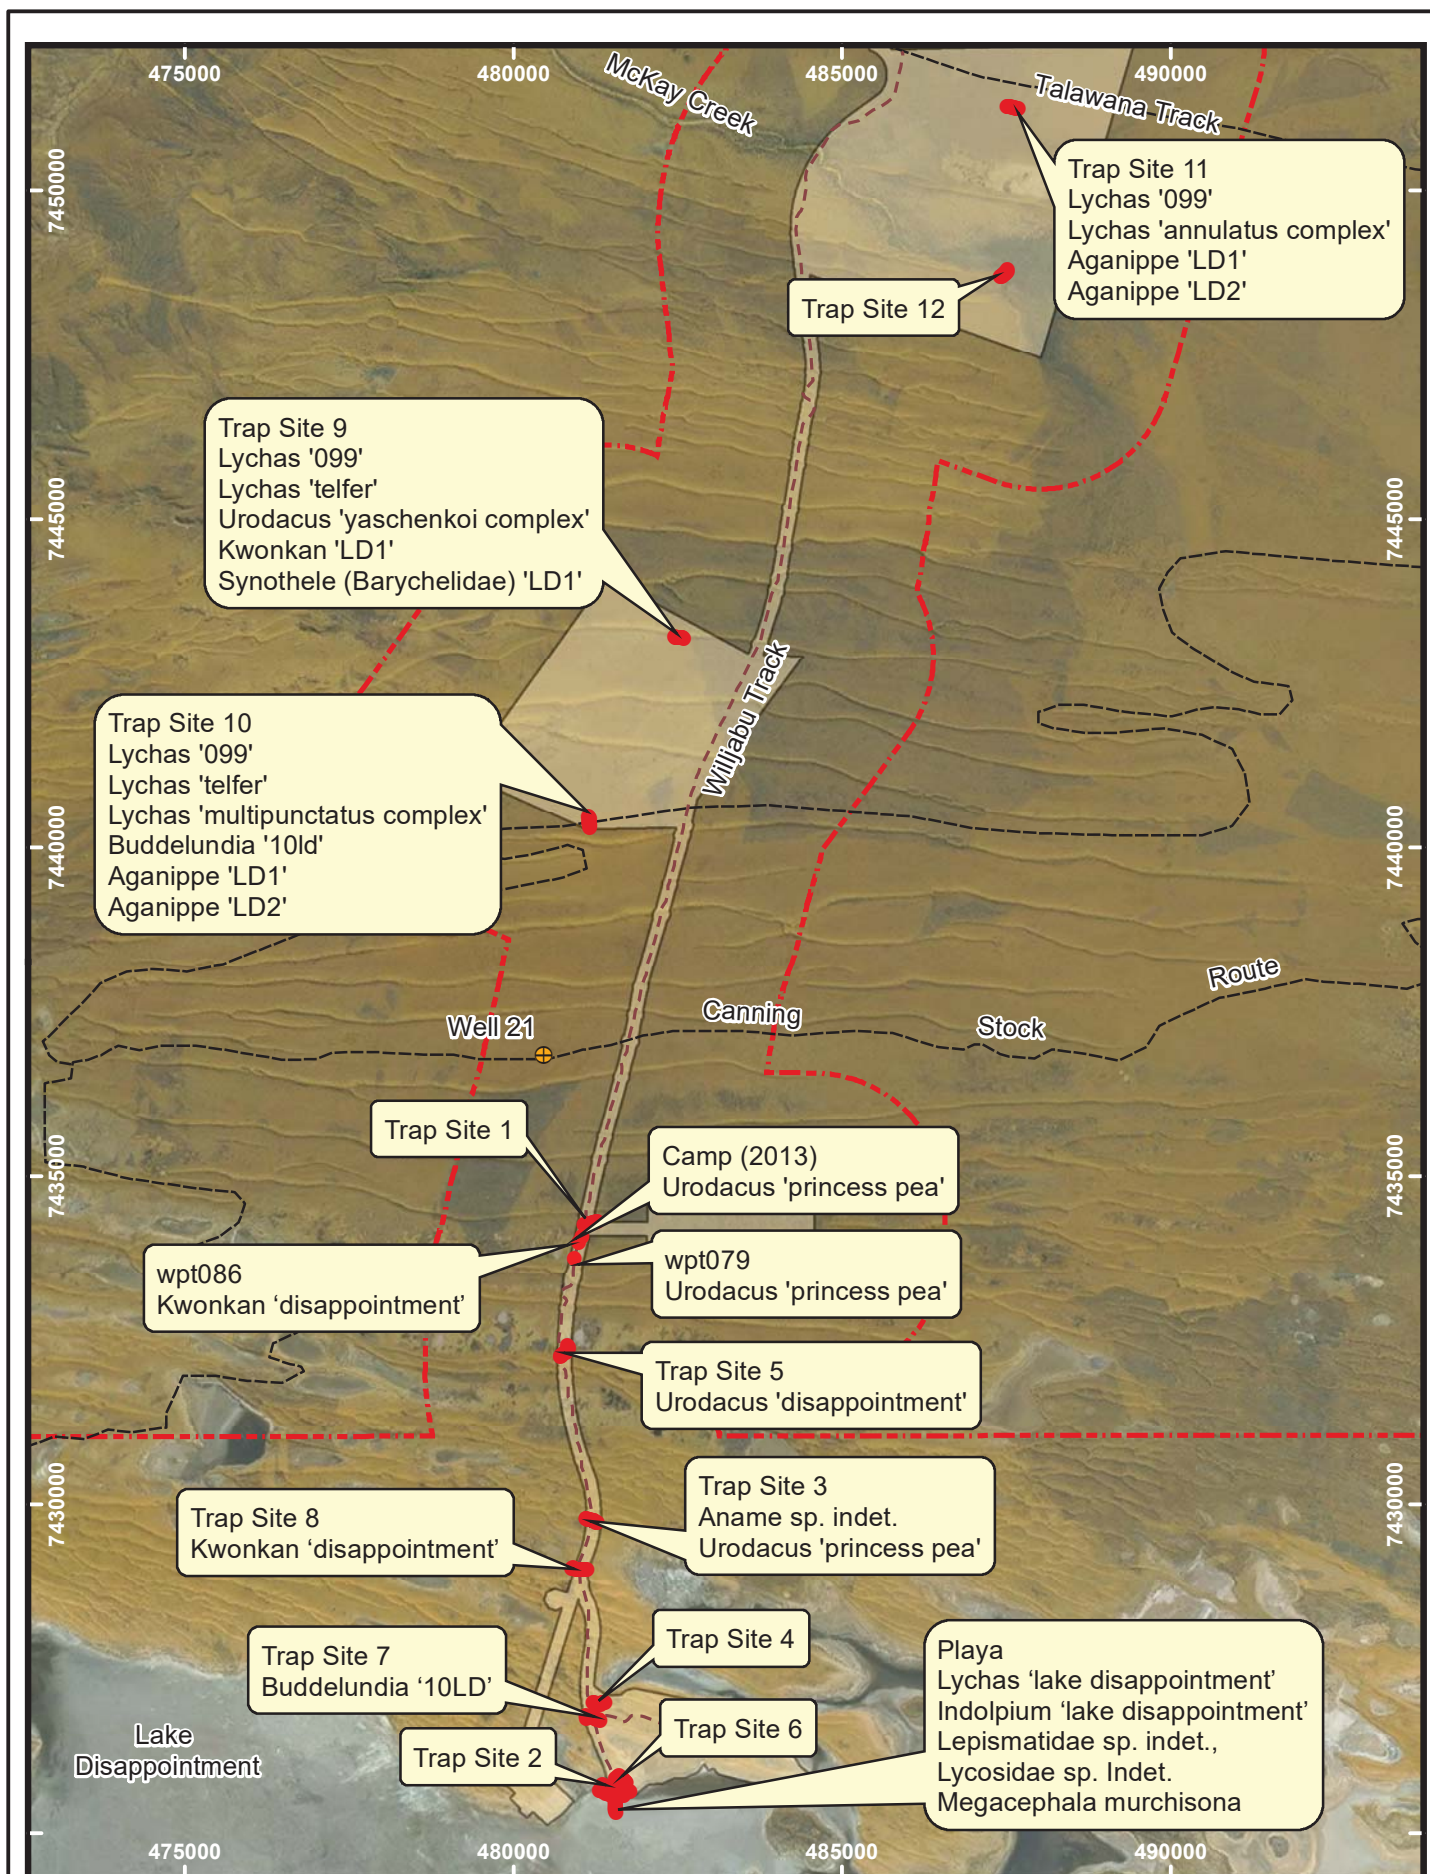 475000
480000
485000
490000
McKay Creek
Talawana Track
7450000
Trap Site 11
Lychas '099'
Lychas 'annulatus complex'
Aganippe 'LD1'
Aganippe 'LD2'
Trap Site 12
Trap Site 9
Lychas '099'
Lychas 'telfer'
Urodacus 'yaschenkoi complex'
Kwonkan 'LD1'
Synothele (Barychelidae) 'LD1'
7445000
7445000
Willjabu Track
Trap Site 10
Lychas '099'
Lychas 'telfer'
Lychas 'multipunctatus complex'
Buddelundia '10ld'
Aganippe 'LD1'
Aganippe 'LD2'
7440000
7440000
Route
Well 21
Canning
Stock
Trap Site 1
Camp (2013)
Urodacus 'princess pea'
7435000
7435000
wpt086
Kwonkan ‘disappointment’
wpt079
Urodacus 'princess pea'
Trap Site 5
Urodacus 'disappointment'
7430000
7430000
Trap Site 3
Aname sp. indet.
Urodacus 'princess pea'
Trap Site 8
Kwonkan ‘disappointment’
Trap Site 4
Trap Site 7
Buddelundia ‘10LD’
Trap Site 6
Trap Site 2
Lake
Disappointment
Playa
Lychas ‘lake disappointment’
Indolpium ‘lake disappointment’
Lepismatidae sp. indet.,
Lycosidae sp. Indet.
Megacephala murchisona
475000
480000
485000
490000